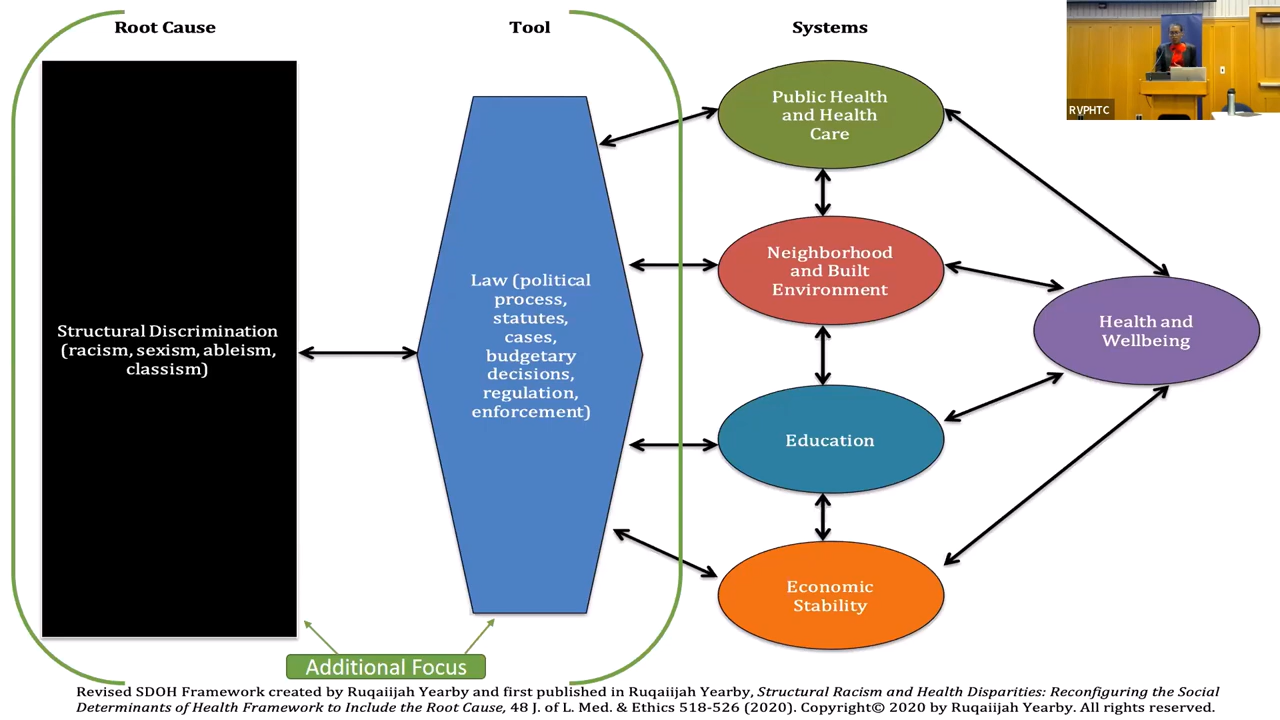 Root Cause
Tool
Systems
Structural Discrimination
(racism, sexism, ableism,
classism)
Law (political
process,
statutes,
cases,
budgetary
decisions,
regulation,
enforcement)
Public Health
and Health
Care
Neighborhood
and Built
Environment
Education
Economic
Stability
Health and
Wellbeing
RVPHTC
Additional Focus
Revised SDOH Framework created by Ruqaiijah Yearby and first published in Ruqaiijah Yearby, Structural Racism and Health Disparities: Reconfiguring the Social
Determinants of Health Framework to Include the Root Cause, 48 J. of L. Med. & Ethics 518-526 (2020). Copyright© 2020 by Ruqaiijah Yearby. All rights reserved.